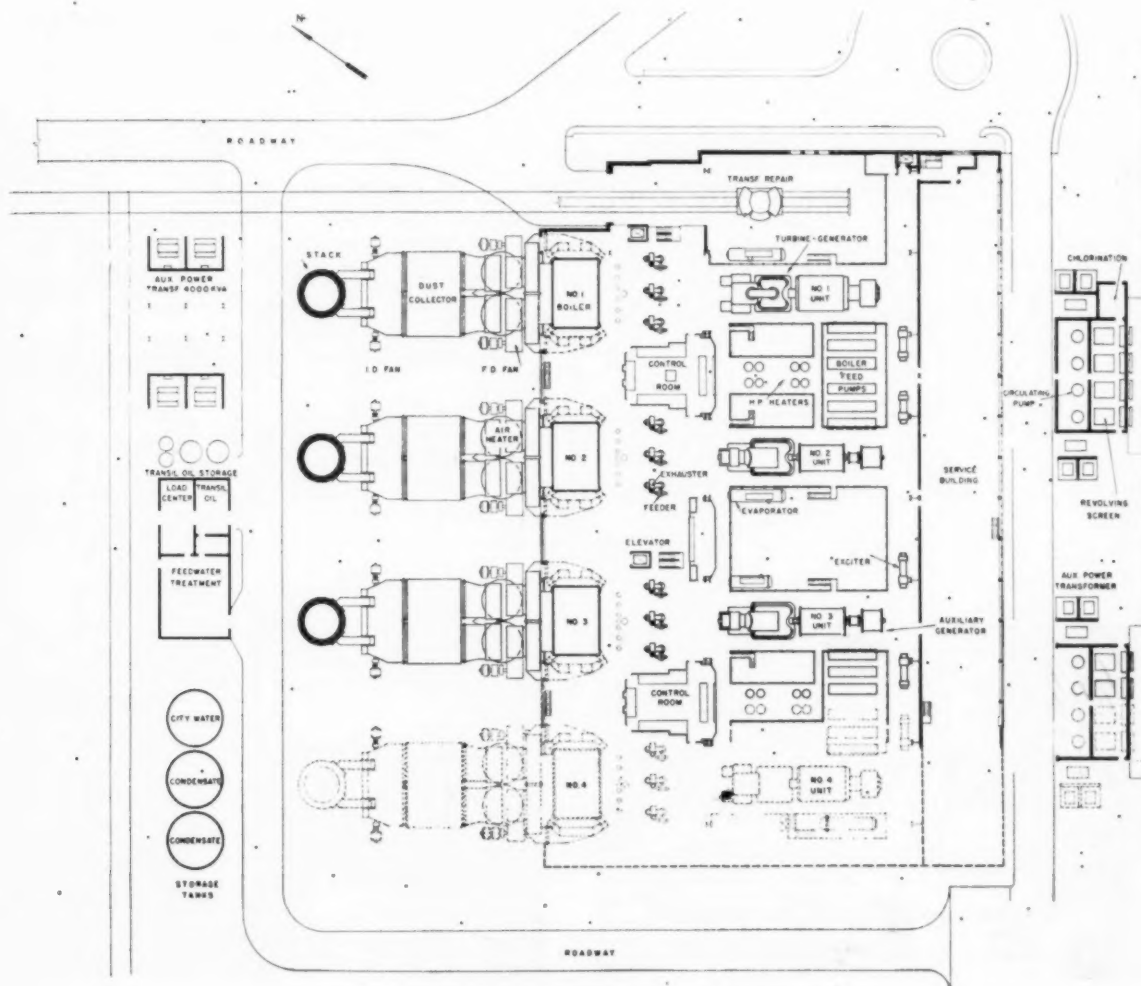 N
ROADWAY
TRANSF REPAIR
TURBINE-GENERATOR
STACK
AUX. POWER
TRANSF 4000 KVA
DUST
COLLECTOR
NO. 1
BOILER
NO. 1
UNIT
CHLORINATION
I.D FAN
F.D. FAN
CONTROL
ROOM
BOILER
FEED
PUMPS
H.P HEATERS
CIRCULATING
PUMP
AIR
HEATER
NO. 2
NO. 2
UNIT
TRANSIL OIL STORAGE
LOAD
CENTER
TRANSIL
OIL
EXHAUSTER
FEEDER
EVAPORATOR
SERVICE
BUILDING
REVOLVING
SCREEN
ELEVATOR
EXCITER
FEEDWATER
TREATMENT
AUX POWER
TRANSFORMER
NO. 3
NO. 3
UNIT
AUXILIARY
GENERATOR
CONTROL
ROOM
CITY WATER
CONDENSATE
NO. 4
NO. 4
UNIT
CONDENSATE
STORAGE
TANKS
ROADWAY